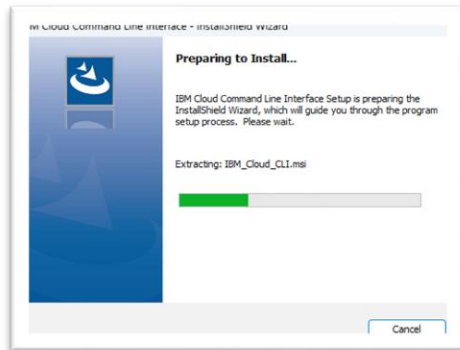 M Cloud Command Line Interface - InstallShield Wizard
Preparing to Install...
IBM Cloud Command Line Interface Setup is preparing the
InstallShield Wizard, which will guide you through the program
setup process. Please wait.
Extracting: IBM_Cloud_CLI.msi
Cancel